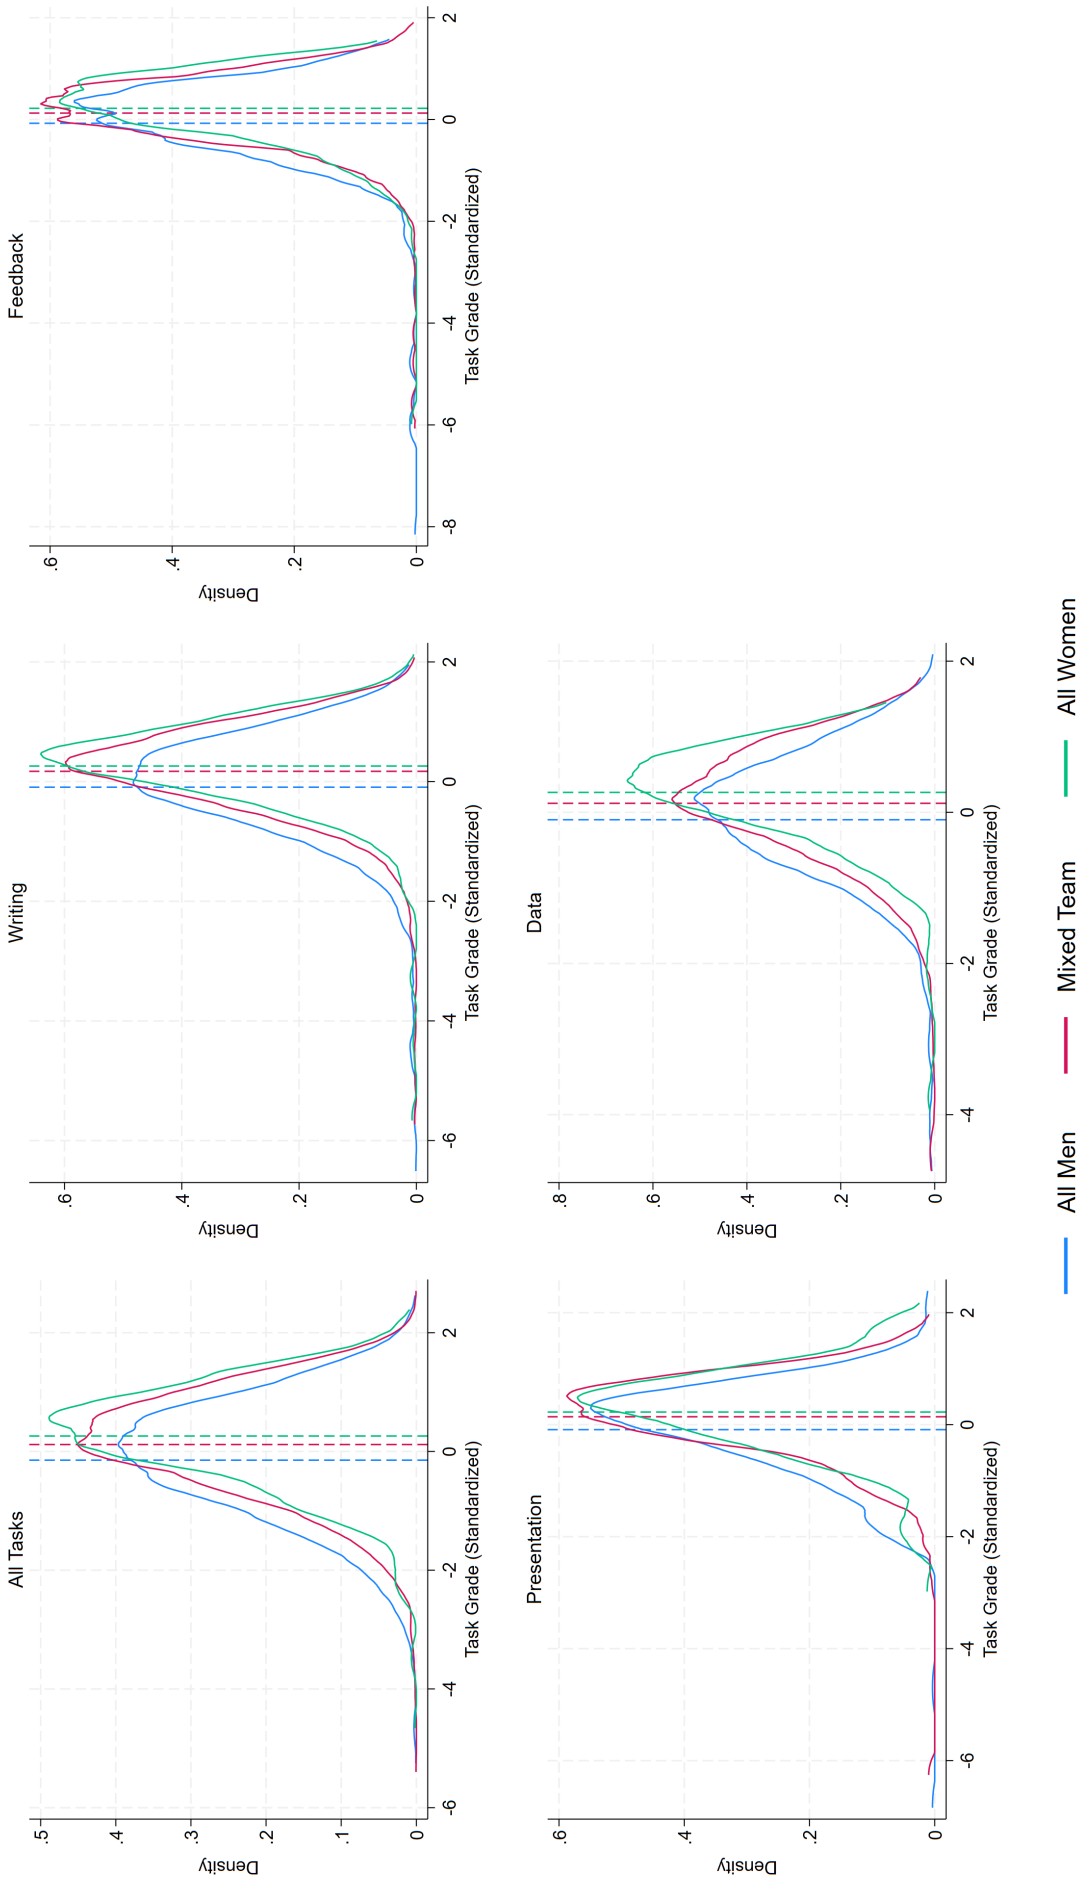 All Tasks
Density
.5
.4
.3
.2
.1
0
-6
-4
-2
0
2
Task Grade (Standardized)
Writing
Density
.6
.4
.2
0
-6
-4
-2
0
2
Task Grade (Standardized)
Feedback
Density
.6
.4
.2
0
-8
-6
-4
-2
0
2
Task Grade (Standardized)
Presentation
Density
.6
.4
.2
0
-6
-4
-2
0
2
Task Grade (Standardized)
Data
Density
.8
.6
.4
.2
0
-4
-2
0
2
Task Grade (Standardized)
All Men
Mixed Team
All Women